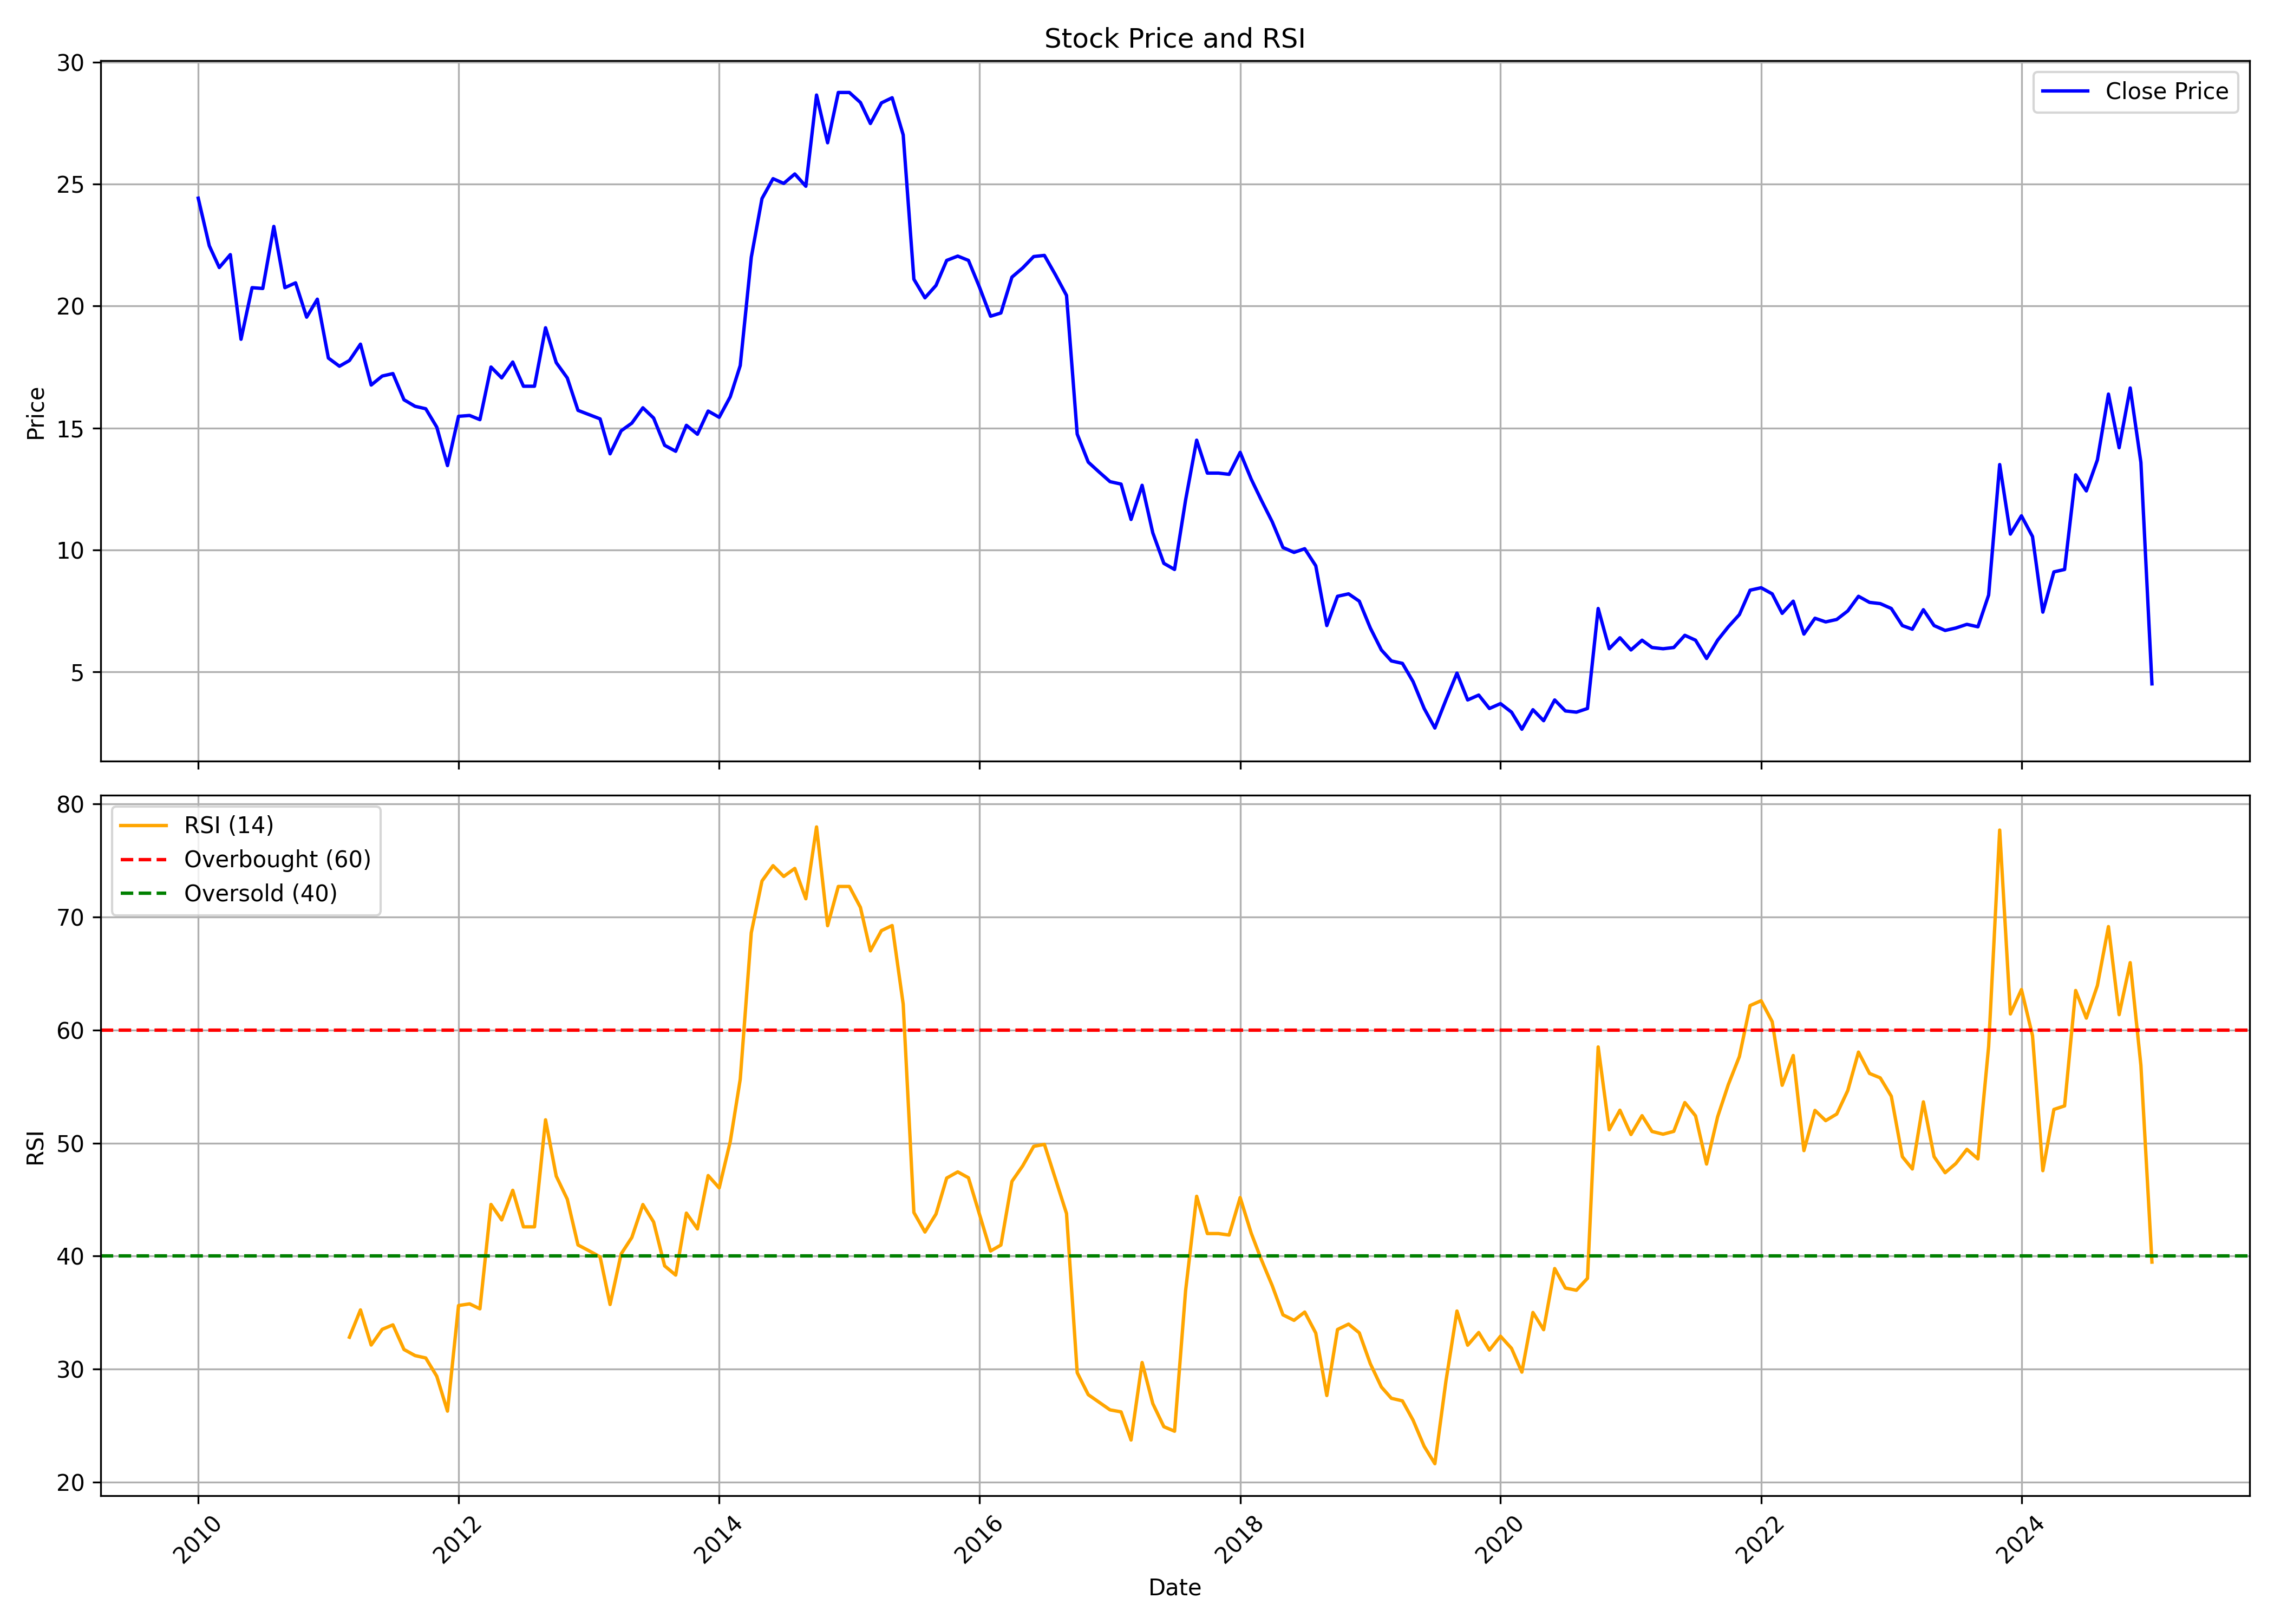 Stock Price and RSI
30
25
20
15
10
5
Price
Close Price
80
70
60
50
40
30
20
RSI
RSI (14)
Overbought (60)
Oversold (40)
2010
2012
2014
2016
2018
2020
2022
2024
Date